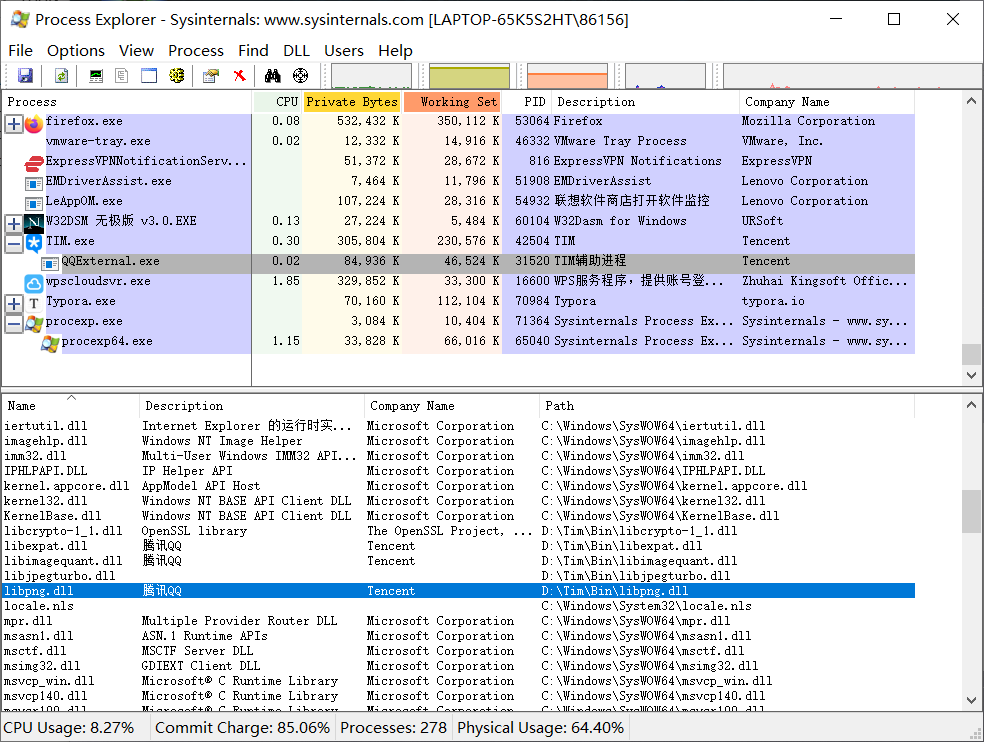 Process Explorer - Sysinternals: www.sysinternals.com [LAPTOP-65K5S2HT\86156]
File Options View Process Find DLL Users Help
Process CPU Private Bytes Working Set PID Description Company Name
firefox.exe 0.08 532,432 K 350,112 K 53064 Firefox Mozilla Corporation
vmware-tray.exe 0.02 12,332 K 14,916 K 46332 VMware Tray Process VMware, Inc.
ExpressVPNNotificationServ... 51,372 K 28,672 K 816 ExpressVPN Notifications ExpressVPN
EMDriverAssist.exe 7,464 K 11,796 K 51908 EMDriverAssist Lenovo Corporation
LeAppOM.exe 107,224 K 28,316 K 54932 联想软件商店打开软件监控 Lenovo Corporation
W32DSM 无极版 v3.0.EXE 0.13 27,224 K 5,484 K 60104 W32Dasm for Windows URSoft
TIM.exe 0.30 305,804 K 230,576 K 42504 TIM Tencent
QQExternal.exe 0.02 84,936 K 46,524 K 31520 TIM辅助进程 Tencent
wpscloudsvr.exe 1.85 329,852 K 33,300 K 16600 WPS服务程序，提供账号登... Zhuhai Kingsoft Offic...
Typora.exe 70,160 K 112,104 K 70984 Typora typora.io
procexp.exe 3,084 K 10,404 K 71364 Sysinternals Process Ex... Sysinternals - www.sy...
procexp64.exe 1.15 33,828 K 66,016 K 65040 Sysinternals Process Ex... Sysinternals - www.sy...
Name Description Company Name Path
iertutil.dll Internet Explorer 的运行时实... Microsoft Corporation C:\Windows\SysWOW64\iertutil.dll
imagehlp.dll Windows NT Image Helper Microsoft Corporation C:\Windows\SysWOW64\imagehlp.dll
imm32.dll Multi-User Windows IMM32 API... Microsoft Corporation C:\Windows\SysWOW64\imm32.dll
IPHLPAPI.DLL IP Helper API Microsoft Corporation C:\Windows\SysWOW64\IPHLPAPI.DLL
kernel.appcore.dll AppModel API Host Microsoft Corporation C:\Windows\SysWOW64\kernel.appcore.dll
kernel32.dll Windows NT BASE API Client DLL Microsoft Corporation C:\Windows\SysWOW64\kernel32.dll
KernelBase.dll Windows NT BASE API Client DLL Microsoft Corporation C:\Windows\SysWOW64\KernelBase.dll
libcrypto-1_1.dll OpenSSL library The OpenSSL Project, ... D:\Tim\Bin\libcrypto-1_1.dll
libexpat.dll 腾讯QQ Tencent D:\Tim\Bin\libexpat.dll
libimagequant.dll 腾讯QQ Tencent D:\Tim\Bin\libimagequant.dll
libjpegturbo.dll D:\Tim\Bin\libjpegturbo.dll
libpng.dll 腾讯QQ Tencent D:\Tim\Bin\libpng.dll
locale.nls C:\Windows\System32\locale.nls
mpr.dll Multiple Provider Router DLL Microsoft Corporation C:\Windows\SysWOW64\mpr.dll
msasn1.dll ASN.1 Runtime APIs Microsoft Corporation C:\Windows\SysWOW64\msasn1.dll
msctf.dll MSCTF Server DLL Microsoft Corporation C:\Windows\SysWOW64\msctf.dll
msimg32.dll GDIEXT Client DLL Microsoft Corporation C:\Windows\SysWOW64\msimg32.dll
msvcp_win.dll Microsoft® C Runtime Library Microsoft Corporation C:\Windows\SysWOW64\msvcp_win.dll
msvcp140.dll Microsoft® C Runtime Library Microsoft Corporation C:\Windows\SysWOW64\msvcp140.dll
msvcr100.dll Microsoft® C Runtime Library Microsoft Corporation C:\Windows\SysWOW64\msvcr100.dll
CPU Usage: 8.27% Commit Charge: 85.06% Processes: 278 Physical Usage: 64.40%